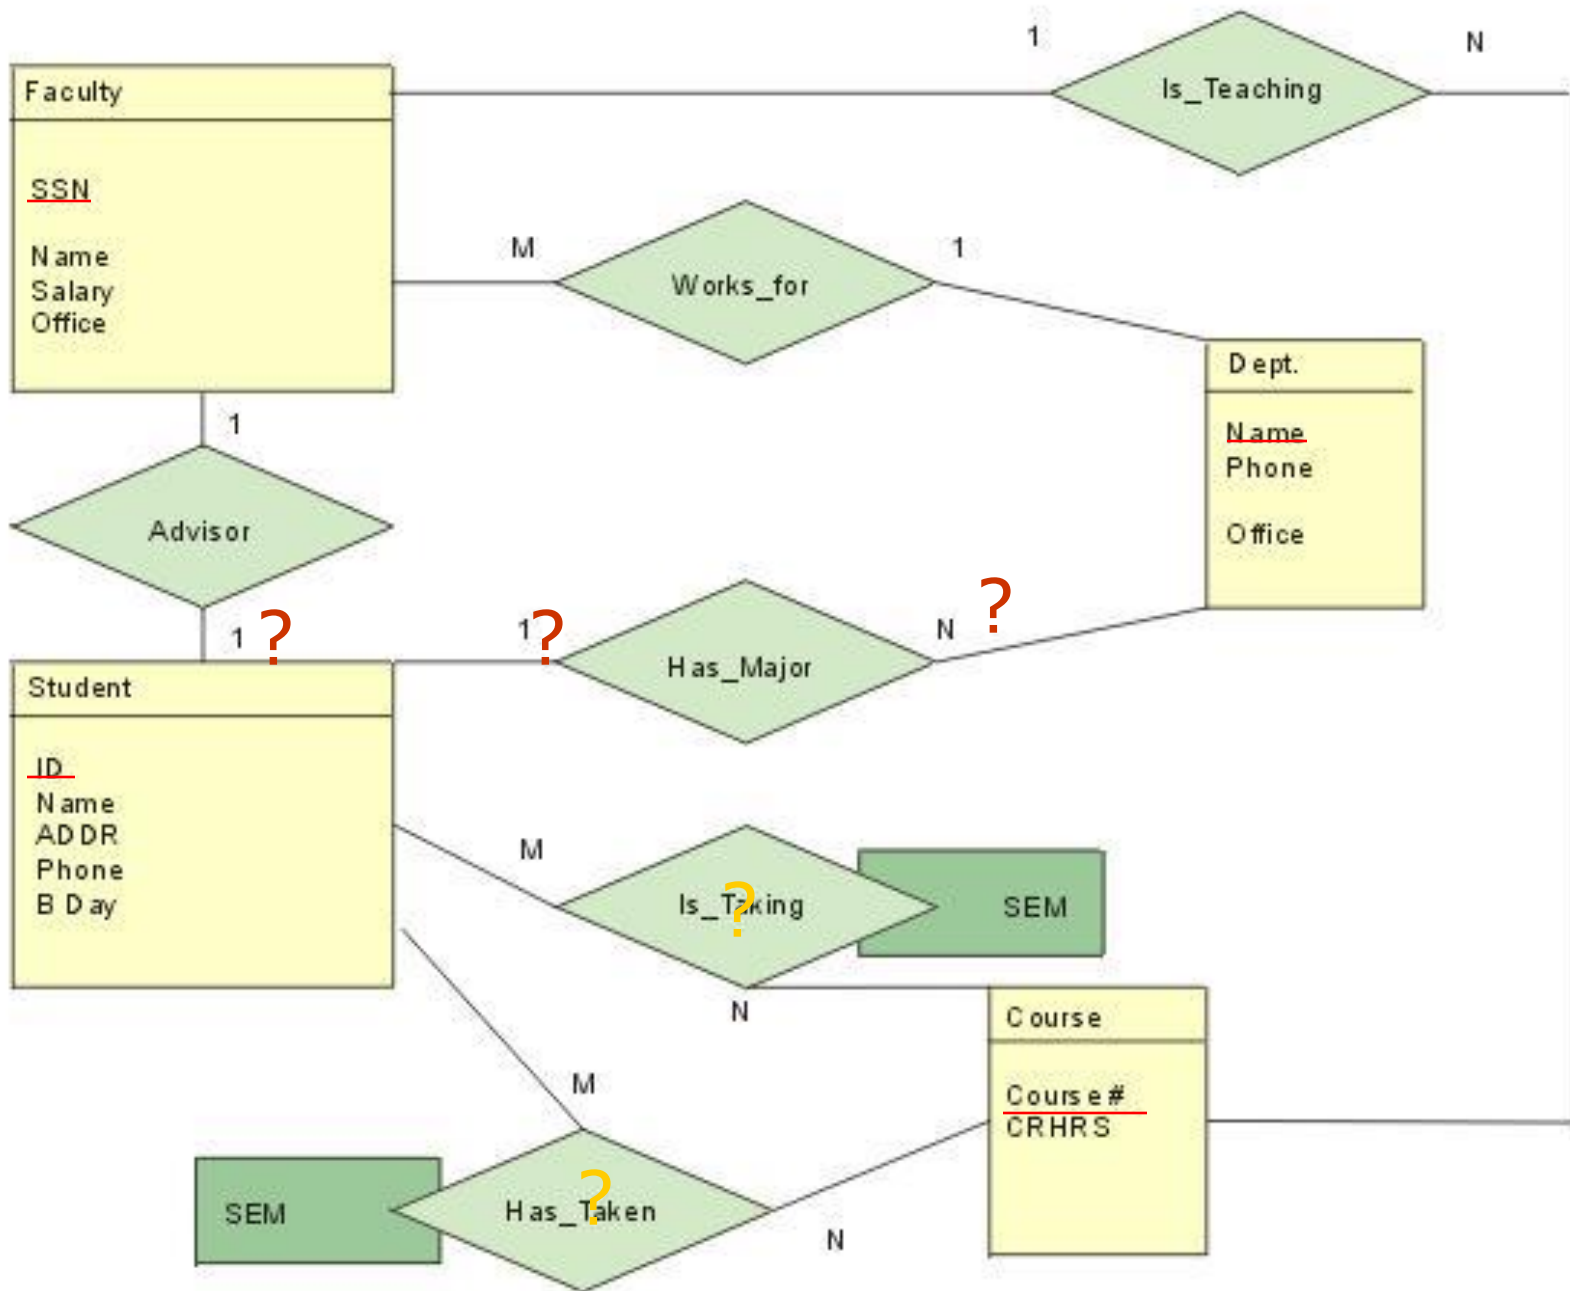 1
N
Is_Teaching
Faculty
SSN
Name
Salary
Office
M
Works_for
1
Dept.
Name
Phone
Office
1
Advisor
1
?
1
?
Has_Major
N
?
Student
ID
Name
ADDR
Phone
B Day
M
Is_Taking
?
SEM
N
Course
Course#
CRHRS
M
SEM
Has_Taken
?
N